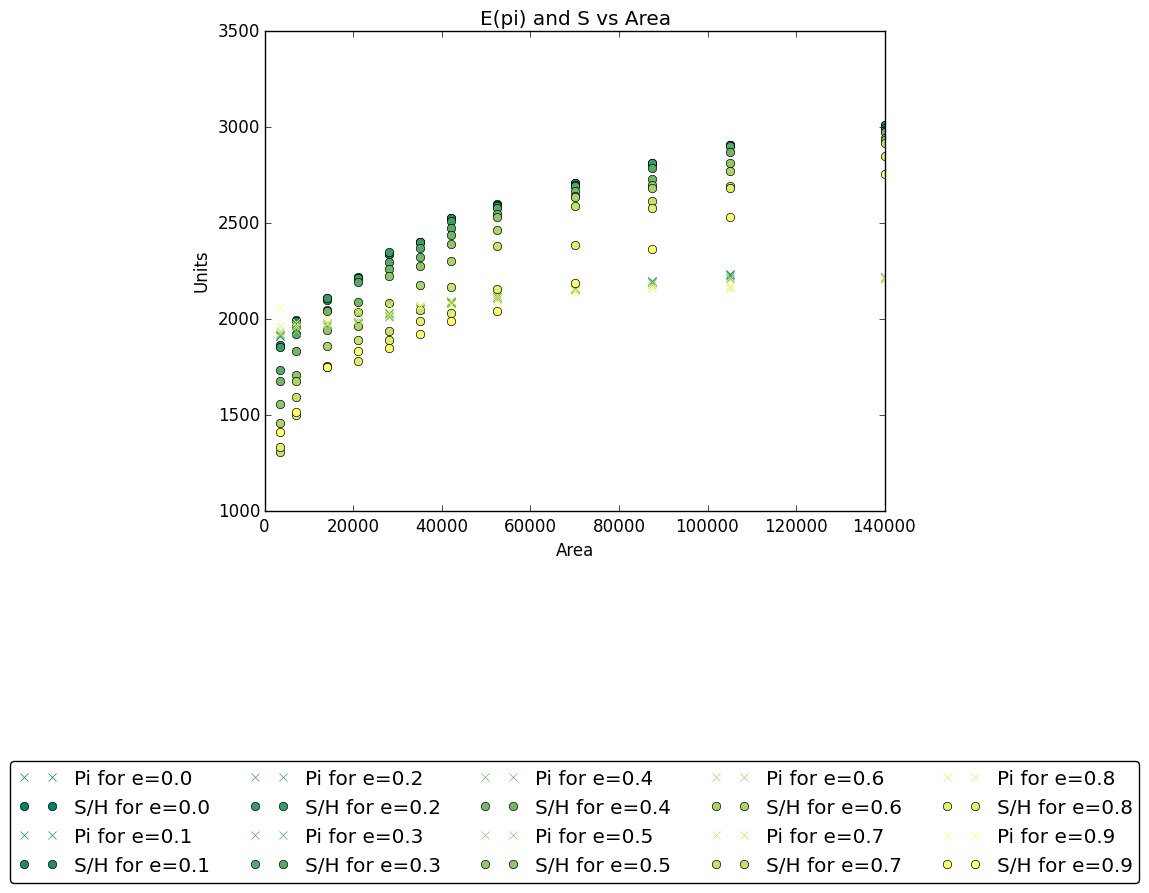 E(pi) and S vs Area
3500
3000
2500
2000
1500
1000
Units
0 20000 40000 60000 80000 100000 120000 140000
Area
Pi for e=0.0 Pi for e=0.2 Pi for e=0.4 Pi for e=0.6 Pi for e=0.8
S/H for e=0.0 S/H for e=0.2 S/H for e=0.4 S/H for e=0.6 S/H for e=0.8
Pi for e=0.1 Pi for e=0.3 Pi for e=0.5 Pi for e=0.7 Pi for e=0.9
S/H for e=0.1 S/H for e=0.3 S/H for e=0.5 S/H for e=0.7 S/H for e=0.9